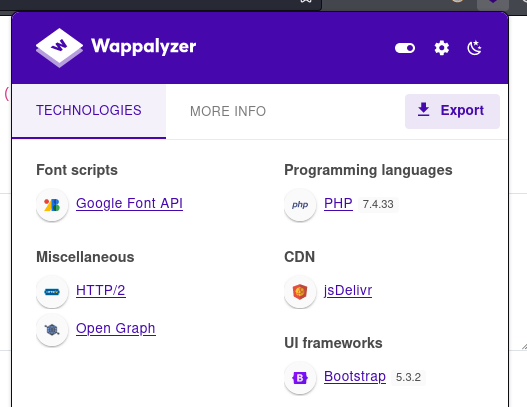 Wappalyzer
TECHNOLOGIES
MORE INFO
Export
Font scripts
Google Font API
Miscellaneous
HTTP/2
Open Graph
Programming languages
php
PHP 7.4.33
CDN
jsDelivr
UI frameworks
B
Bootstrap 5.3.2